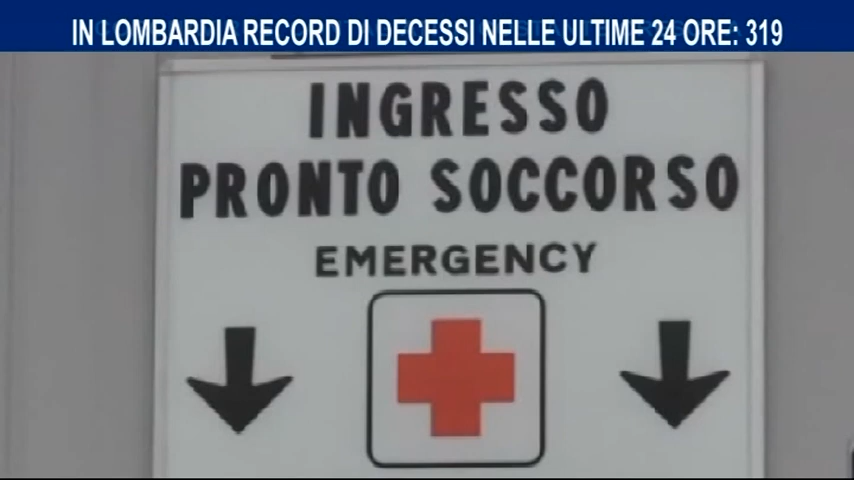 IN LOMBARDIA RECORD DI DECESSI NELLE ULTIME 24 ORE: 319
INGRESSO
PRONTO SOCCORSO
EMERGENCY